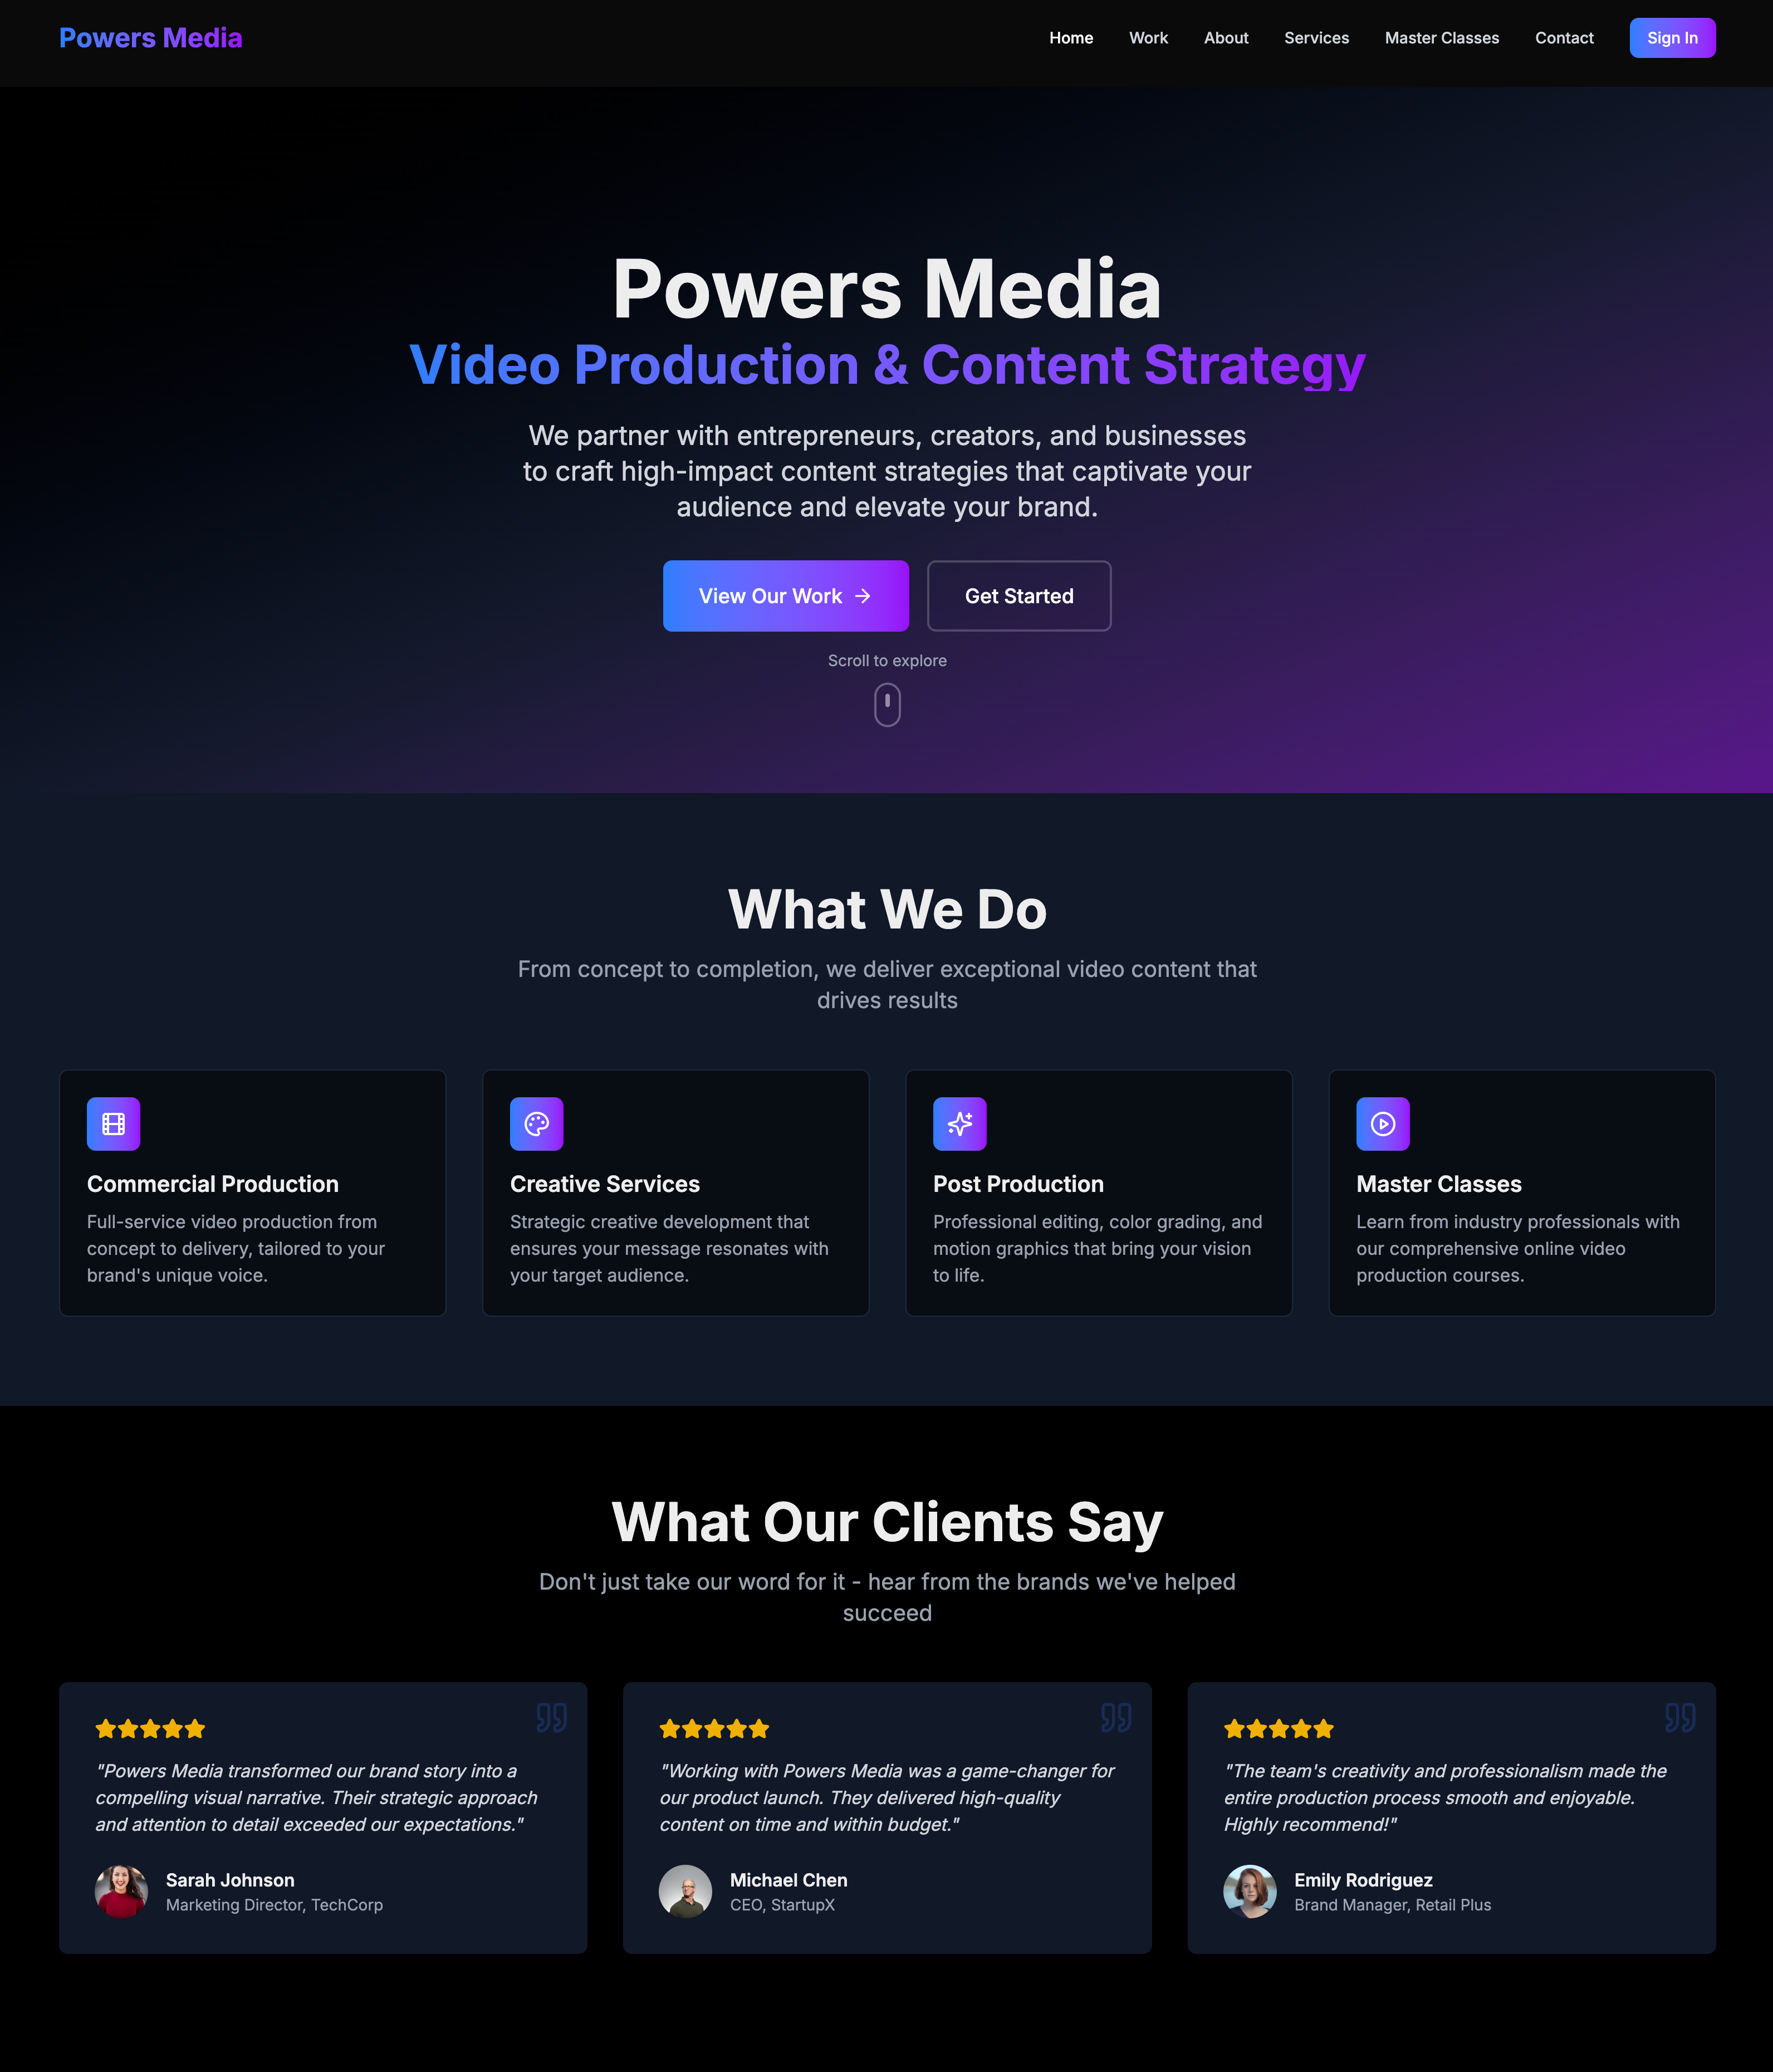 Powers Media
Home Work About Services Master Classes Contact Sign In
Powers Media
Video Production & Content Strategy
We partner with entrepreneurs, creators, and businesses
to craft high-impact content strategies that captivate your
audience and elevate your brand.
View Our Work → Get Started
Scroll to explore
What We Do
From concept to completion, we deliver exceptional video content that
drives results
Commercial Production
Full-service video production from
concept to delivery, tailored to your
brand's unique voice.
Creative Services
Strategic creative development that
ensures your message resonates with
your target audience.
Post Production
Professional editing, color grading, and
motion graphics that bring your vision
to life.
Master Classes
Learn from industry professionals with
our comprehensive online video
production courses.
What Our Clients Say
Don't just take our word for it - hear from the brands we've helped
succeed
"Powers Media transformed our brand story into a
compelling visual narrative. Their strategic approach
and attention to detail exceeded our expectations."
Sarah Johnson
Marketing Director, TechCorp
"Working with Powers Media was a game-changer for
our product launch. They delivered high-quality
content on time and within budget."
Michael Chen
CEO, StartupX
"The team's creativity and professionalism made the
entire production process smooth and enjoyable.
Highly recommend!"
Emily Rodriguez
Brand Manager, Retail Plus